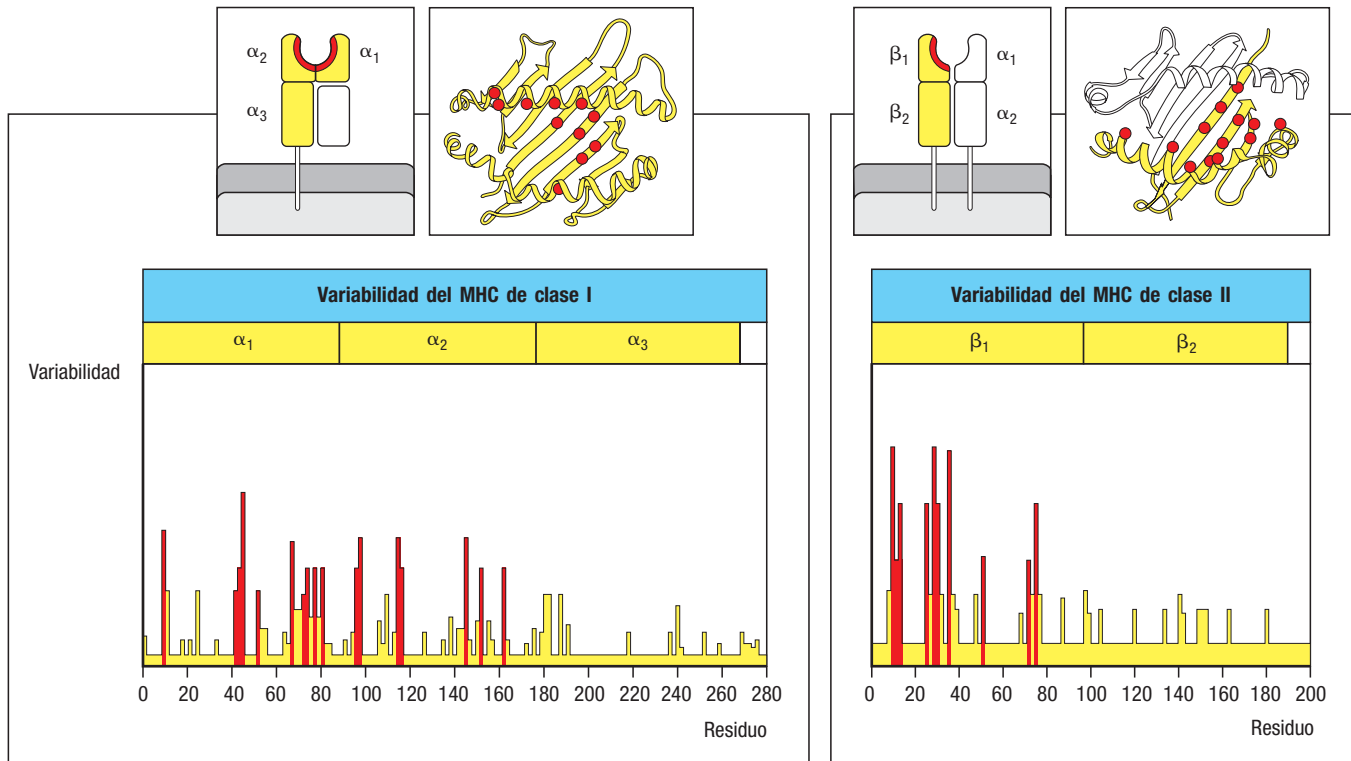 α2 α1
α3
β1 α1
β2 α2
Variabilidad del MHC de clase I
α1 α2 α3
Variabilidad
0 20 40 60 80 100 120 140 160 180 200 220 240 260 280
Residuo
Variabilidad del MHC de clase II
β1 β2
0 20 40 60 80 100 120 140 160 180 200
Residuo